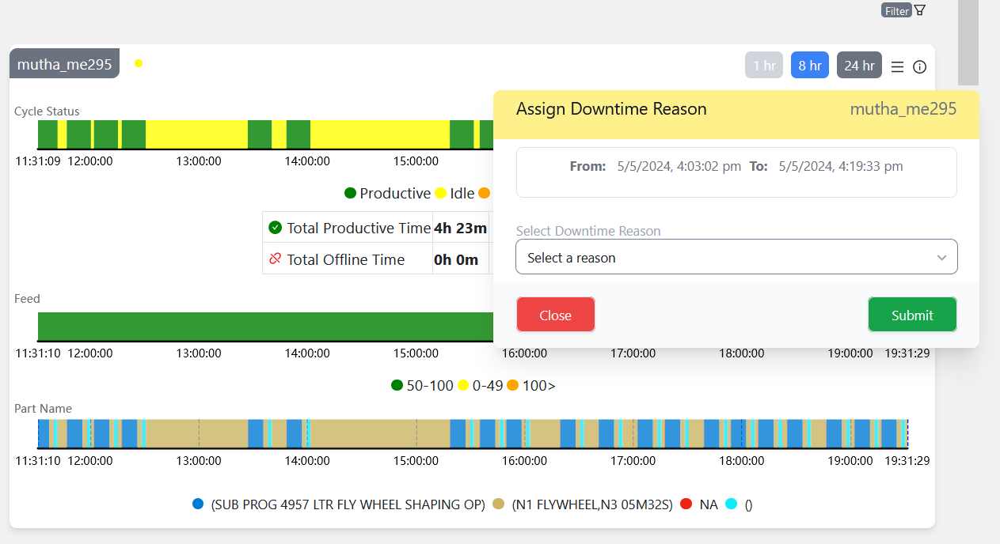 Filter
mutha_me295
1 hr 8 hr 24 hr
Assign Downtime Reason mutha_me295
Cycle Status
From: 5/5/2024, 4:03:02 pm To: 5/5/2024, 4:19:33 pm
11:31:09 12:00:00 13:00:00 14:00:00 15:00:00
Productive Idle
Total Productive Time 4h 23m
Total Offline Time 0h 0m
Select Downtime Reason
Select a reason
Close Submit
Feed
11:31:10 12:00:00 13:00:00 14:00:00 15:00:00 16:00:00 17:00:00 18:00:00 19:00:00 19:31:29
50-100 0-49 100>
Part Name
11:31:10 12:00:00 13:00:00 14:00:00 15:00:00 16:00:00 17:00:00 18:00:00 19:00:00 19:31:29
(SUB PROG 4957 LTR FLY WHEEL SHAPING OP) (N1 FLYWHEEL,N3 05M32S) NA ()